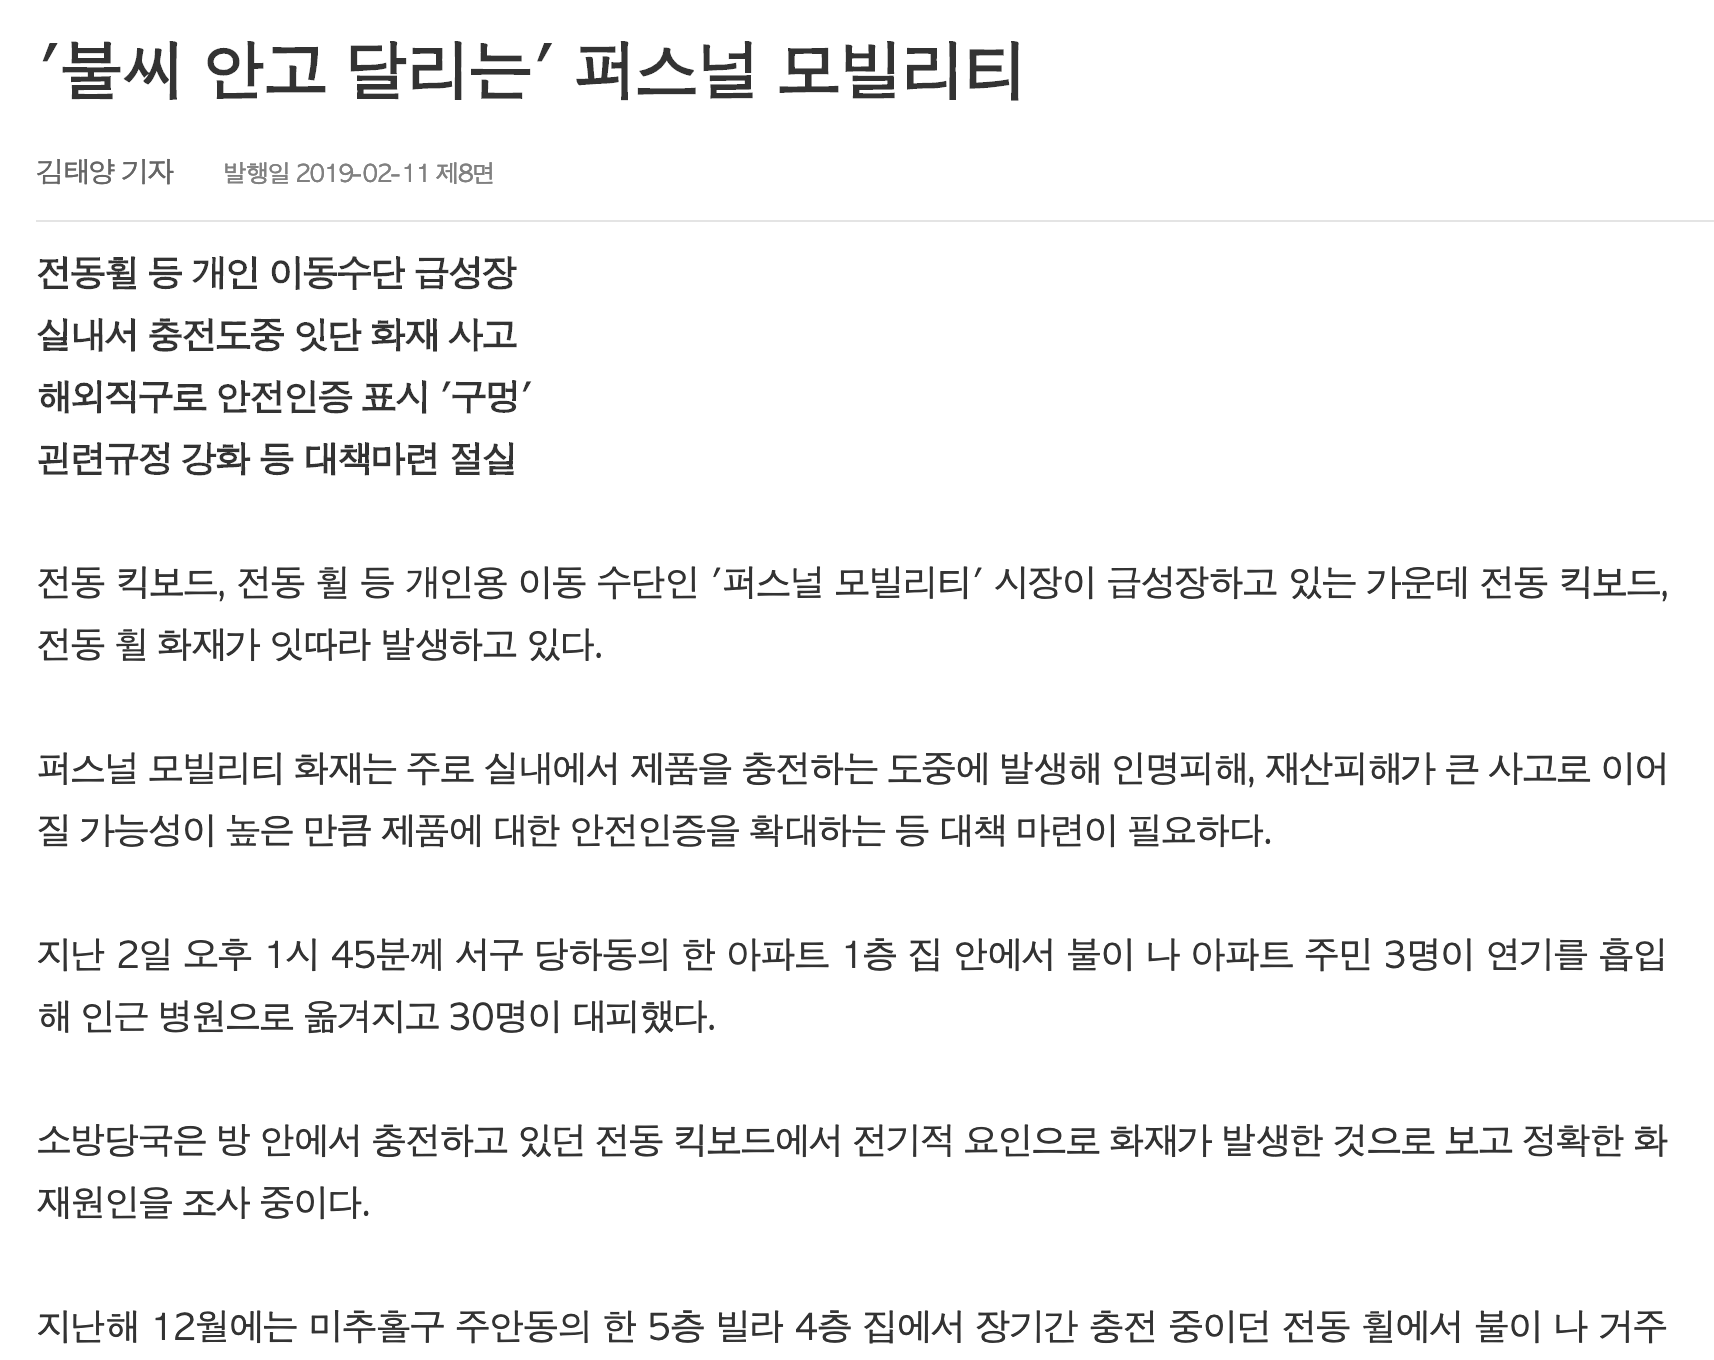 '불씨 안고 달리는' 퍼스널 모빌리티
김태양 기자 발행일 2019-02-11 제8면
전동휠 등 개인 이동수단 급성장
실내서 충전도중 잇단 화재 사고
해외직구로 안전인증 표시 '구멍'
괸련규정 강화 등 대책마련 절실
전동 킥보드, 전동 휠 등 개인용 이동 수단인 '퍼스널 모빌리티' 시장이 급성장하고 있는 가운데 전동 킥보드,
전동 휠 화재가 잇따라 발생하고 있다.
퍼스널 모빌리티 화재는 주로 실내에서 제품을 충전하는 도중에 발생해 인명피해, 재산피해가 큰 사고로 이어
질 가능성이 높은 만큼 제품에 대한 안전인증을 확대하는 등 대책 마련이 필요하다.
지난 2일 오후 1시 45분께 서구 당하동의 한 아파트 1층 집 안에서 불이 나 아파트 주민 3명이 연기를 흡입
해 인근 병원으로 옮겨지고 30명이 대피했다.
소방당국은 방 안에서 충전하고 있던 전동 킥보드에서 전기적 요인으로 화재가 발생한 것으로 보고 정확한 화
재원인을 조사 중이다.
지난해 12월에는 미추홀구 주안동의 한 5층 빌라 4층 집에서 장기간 충전 중이던 전동 휠에서 불이 나 거주